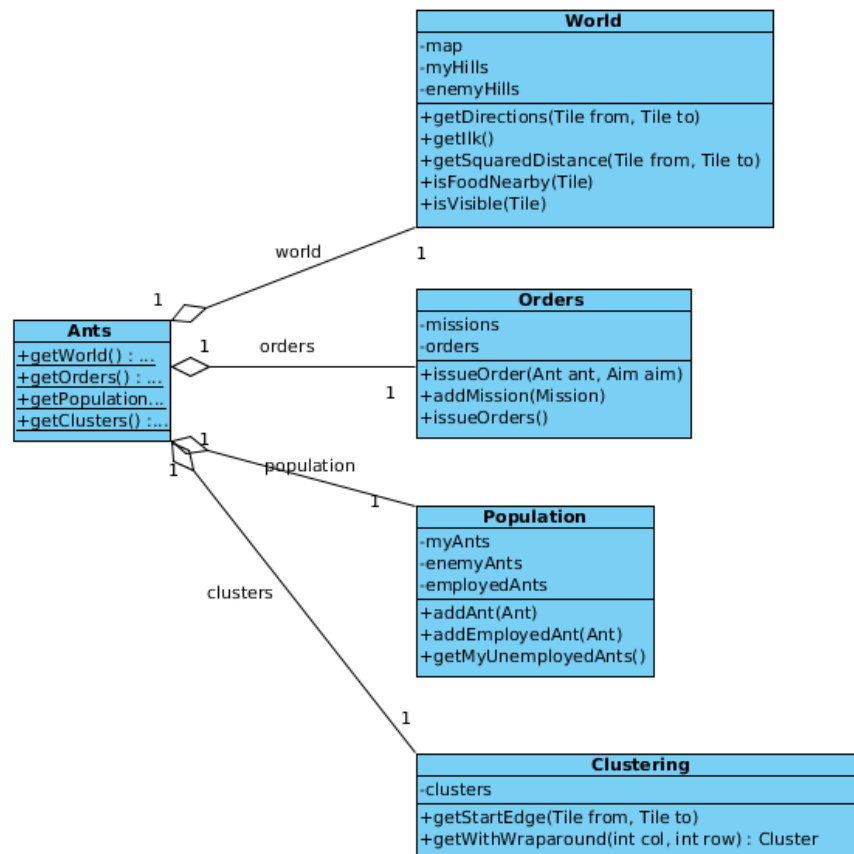 World
-map
-myHills
-enemyHills
+getDirections(Tile from, Tile to)
+getIlk()
+getSquaredDistance(Tile from, Tile to)
+isFoodNearby(Tile)
+isVisible(Tile)
world
1
1
Orders
-missions
-orders
+issueOrder(Ant ant, Aim aim)
+addMission(Mission)
+issueOrders()
orders
1
1
Ants
+getWorld() : ...
+getOrders() : ...
+getPopulation...
+getClusters() :...
1
population
1
1
Population
-myAnts
-enemyAnts
-employedAnts
+addAnt(Ant)
+addEmployedAnt(Ant)
+getMyUnemployedAnts()
clusters
1
Clustering
-clusters
+getStartEdge(Tile from, Tile to)
+getWithWraparound(int col, int row) : Cluster